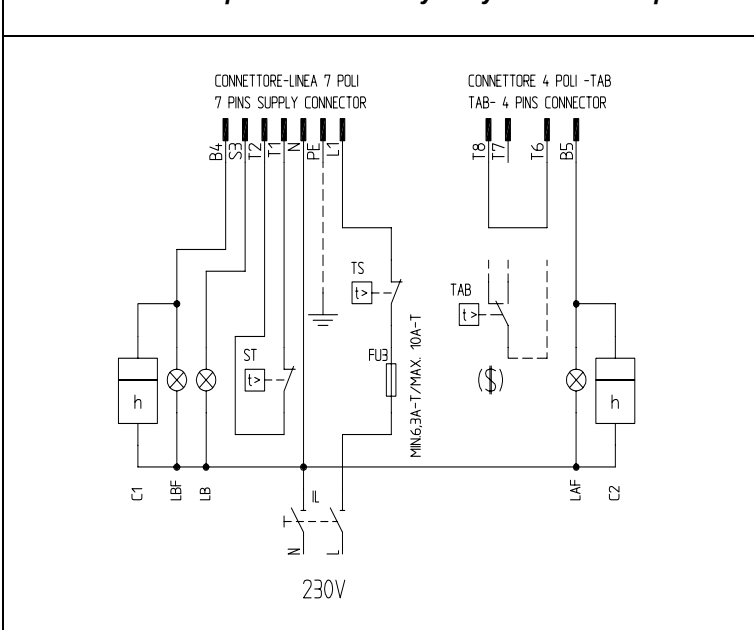 CONNETTORE-LINEA 7 POLI
7 PINS SUPPLY CONNECTOR
CONNETTORE 4 POLI -TAB
TAB- 4 PINS CONNECTOR
B4
S3
T2
T1
N
PE
L1
T8
T7
T6
B5
TS
t>
TAB
t>
ST
t>
FU3
MIN.6,3A-T/MAX. 10A-T
($)
h
h
C1
LBF
LB
IL
LAF
C2
N
L
230V